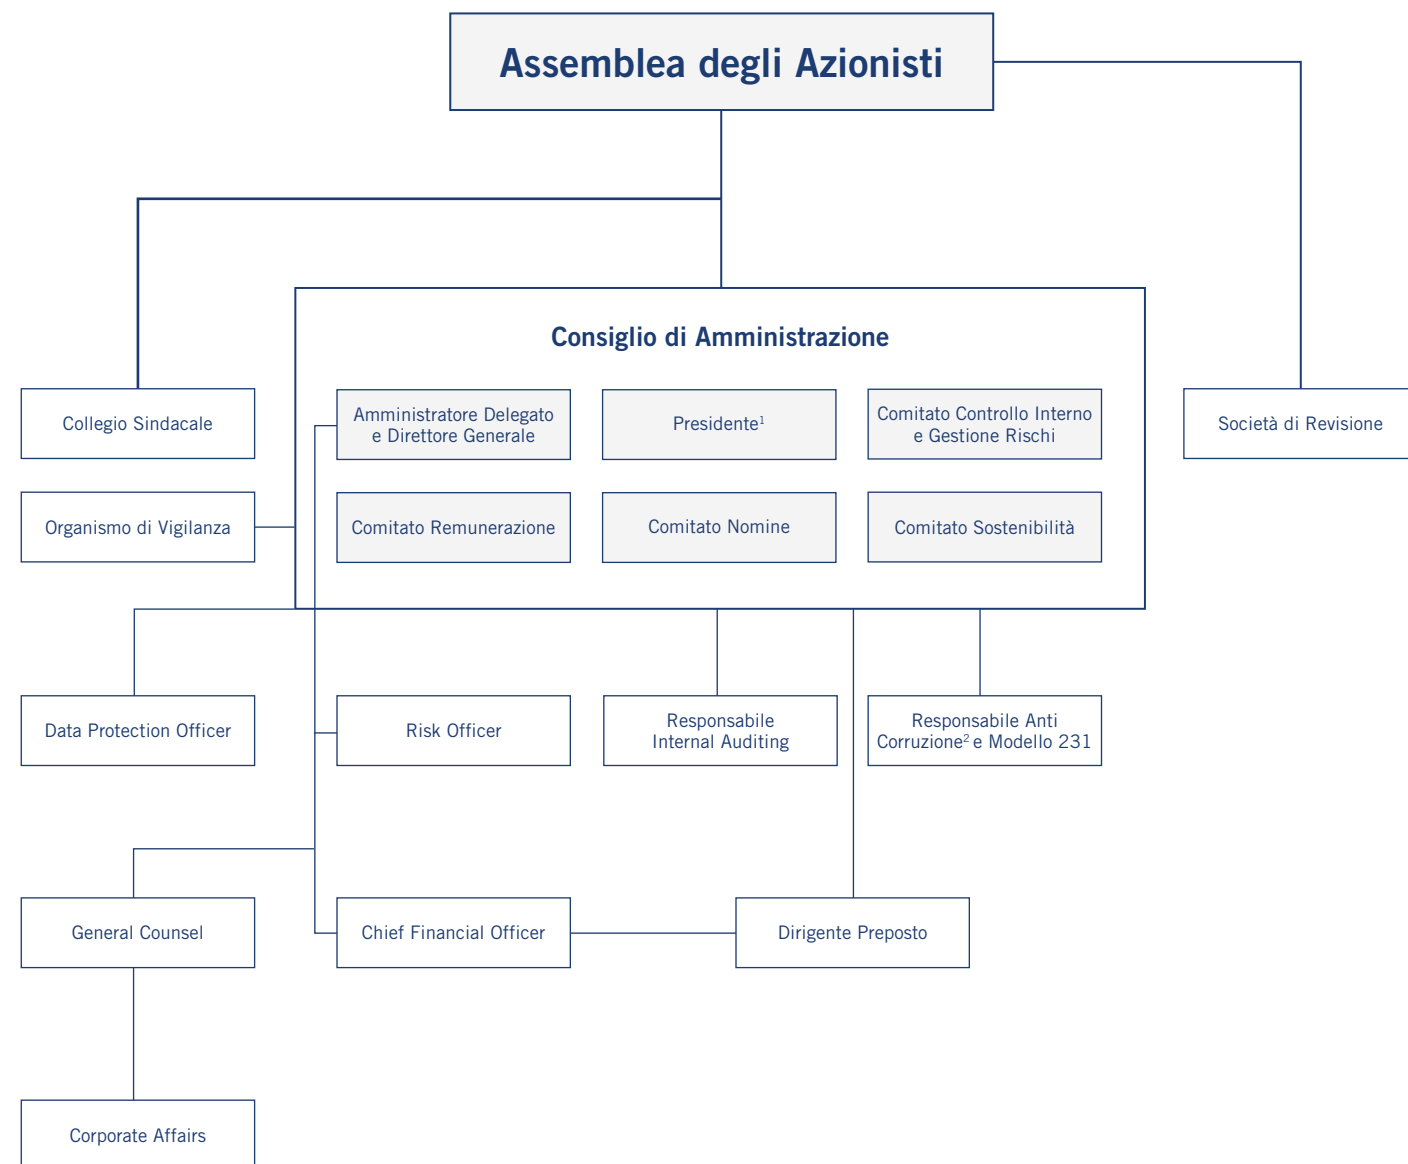 Assemblea degli Azionisti
Consiglio di Amministrazione
Collegio Sindacale
Amministratore Delegato
e Direttore Generale
Presidente¹
Comitato Controllo Interno
e Gestione Rischi
Società di Revisione
Organismo di Vigilanza
Comitato Remunerazione
Comitato Nomine
Comitato Sostenibilità
Data Protection Officer
Risk Officer
Responsabile
Internal Auditing
Responsabile Anti
Corruzione² e Modello 231
General Counsel
Chief Financial Officer
Dirigente Preposto
Corporate Affairs